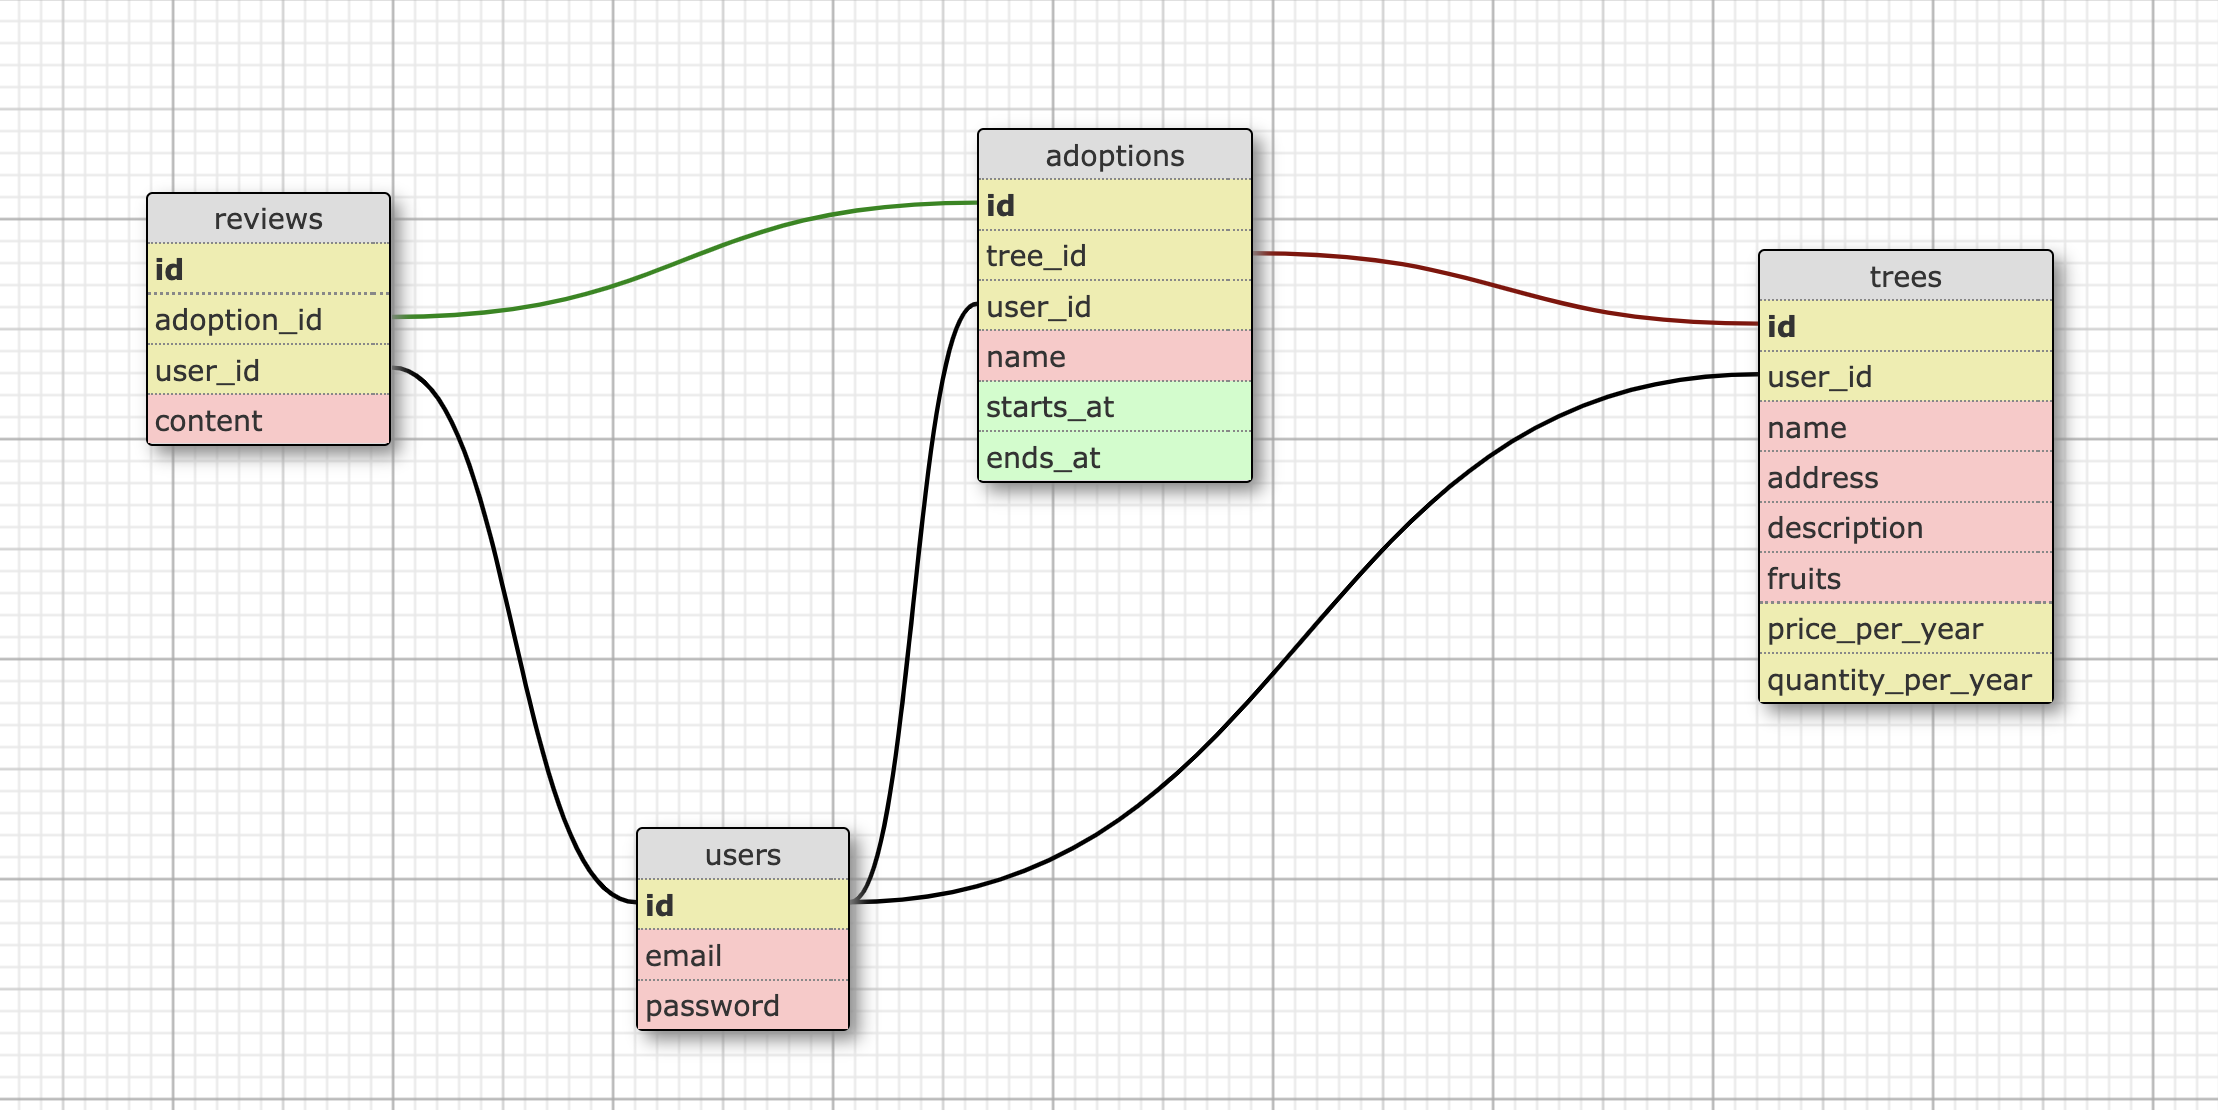 reviews
id
adoption_id
user_id
content
adoptions
id
tree_id
user_id
name
starts_at
ends_at
trees
id
user_id
name
address
description
fruits
price_per_year
quantity_per_year
users
id
email
password